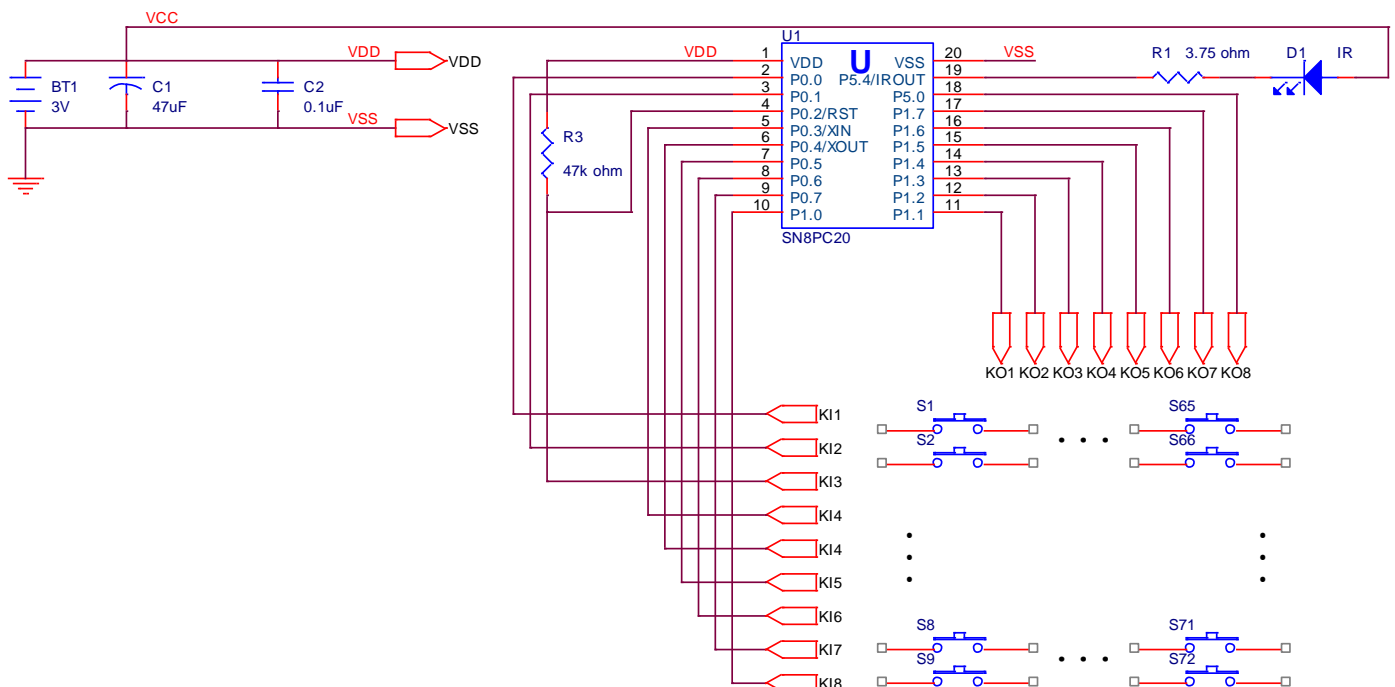 VCC
VDD
VDD
BT1
3V
C1
47uF
C2
0.1uF
VSS
VSS
VDD
R3
47k ohm
U1
U
1 VDD
2 P0.0
3 P0.1
4 P0.2/RST
5 P0.3/XIN
6 P0.4/XOUT
7 P0.5
8 P0.6
9 P0.7
10 P1.0
VSS 20
P5.4/IROUT 19
P5.0 18
P1.7 17
P1.6 16
P1.5 15
P1.4 14
P1.3 13
P1.2 12
P1.1 11
SN8PC20
VSS
R1 3.75 ohm
D1 IR
KO1 KO2 KO3 KO4 KO5 KO6 KO7 KO8
KI1
KI2
KI3
KI4
KI4
KI5
KI6
KI7
KI8
S1
S65
S2
S66
S8
S71
S9
S72